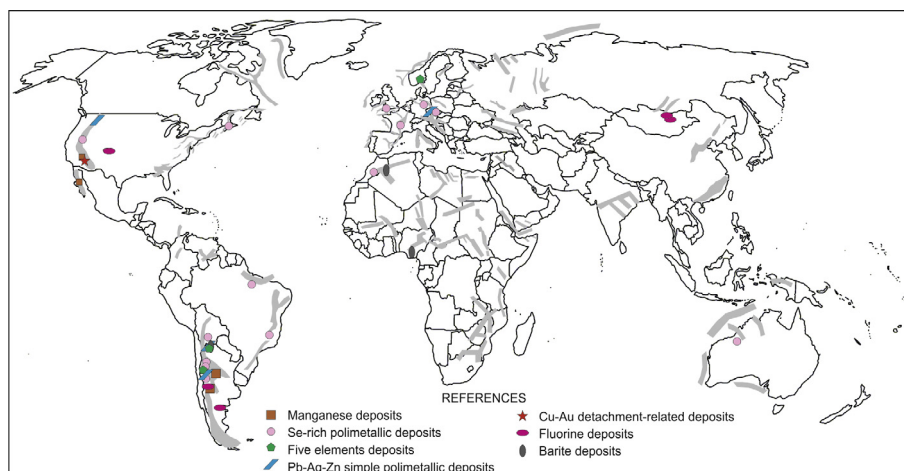 REFERENCES
Manganese deposits
Se-rich polimetallic deposits
Five elements deposits
Pb-Ag-Zn simple polimetallic deposits
Cu-Au detachment-related deposits
Fluorine deposits
Barite deposits